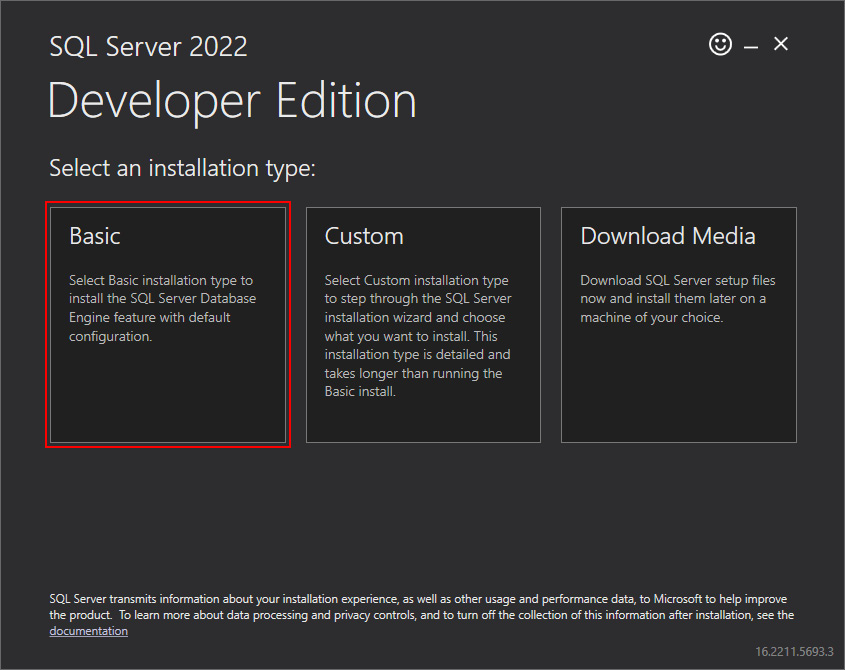 SQL Server 2022
Developer Edition
Select an installation type:
Basic
Select Basic installation type to
install the SQL Server Database
Engine feature with default
configuration.
Custom
Select Custom installation type
to step through the SQL Server
installation wizard and choose
what you want to install. This
installation type is detailed and
takes longer than running the
Basic install.
Download Media
Download SQL Server setup files
now and install them later on a
machine of your choice.
SQL Server transmits information about your installation experience, as well as other usage and performance data, to Microsoft to help improve
the product.  To learn more about data processing and privacy controls, and to turn off the collection of this information after installation, see the
documentation
16.2211.5693.3